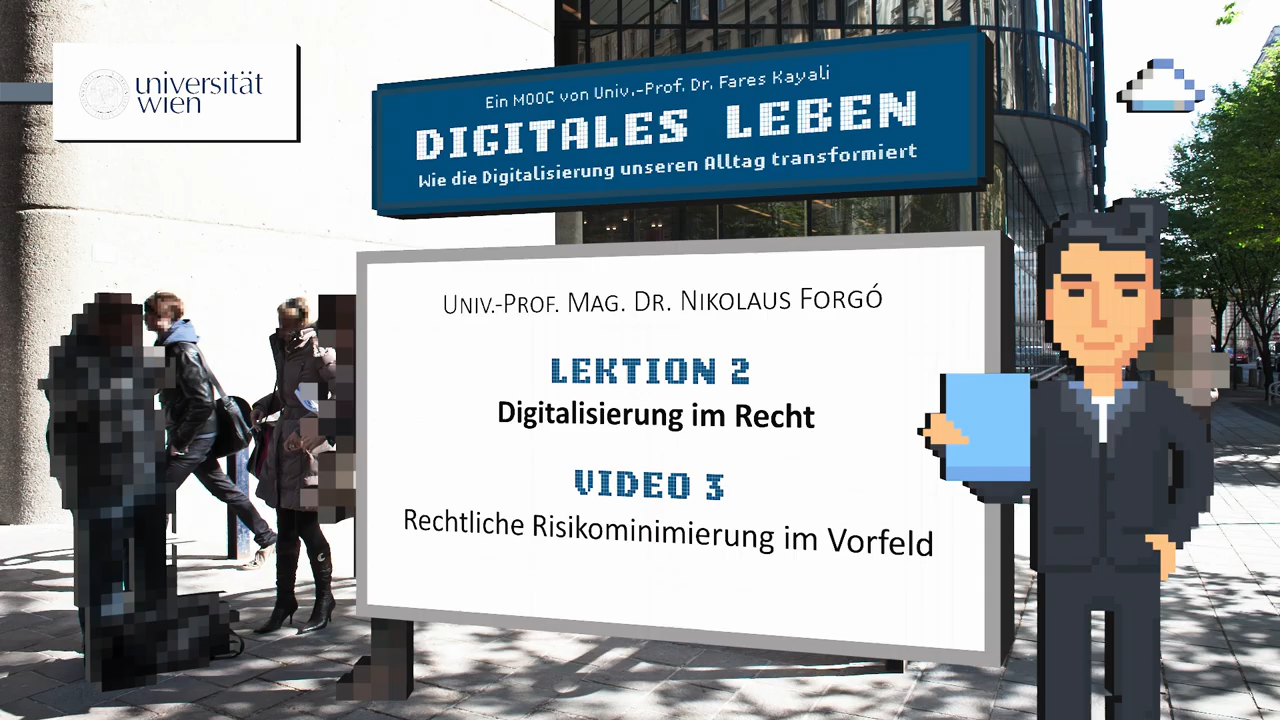 universität
wien
Ein MOOC von Univ.-Prof. Dr. Fares Kayali
DIGITALES LEBEN
Wie die Digitalisierung unseren Alltag transformiert
UNIV.-PROF. MAG. DR. NIKOLAUS FORGÓ
LEKTION 2
Digitalisierung im Recht
VIDEO 3
Rechtliche Risikominimierung im Vorfeld